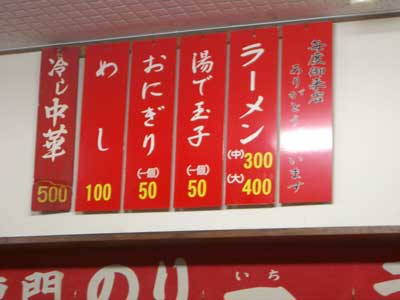 毎度御来店
ありがとうございます
ラーメン
(中)300
(大)400
湯で玉子
(一個)
50
おにぎり
(一個)
50
めし
100
冷し中華
500
門のり
いち